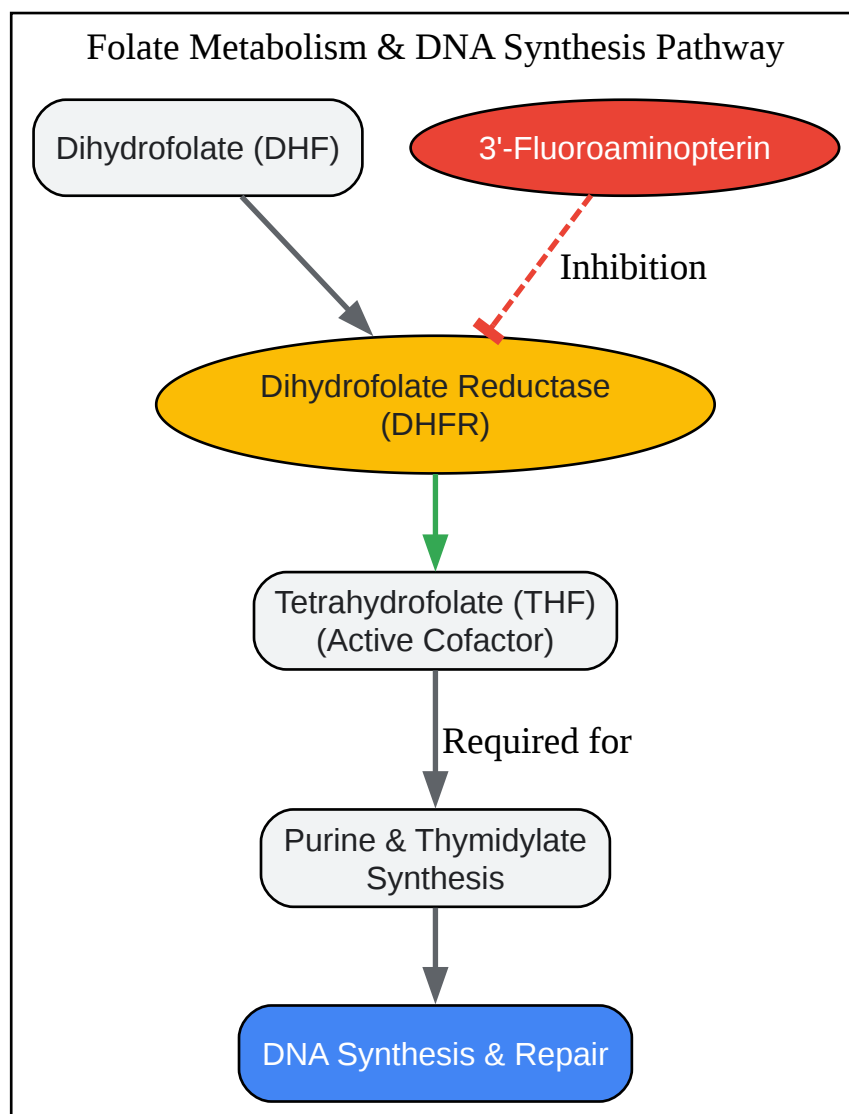 Folate Metabolism & DNA Synthesis Pathway
Dihydrofolate (DHF)
3'-Fluoroaminopterin
Inhibition
Dihydrofolate Reductase
(DHFR)
Tetrahydrofolate (THF)
(Active Cofactor)
Required for
Purine & Thymidylate
Synthesis
DNA Synthesis & Repair